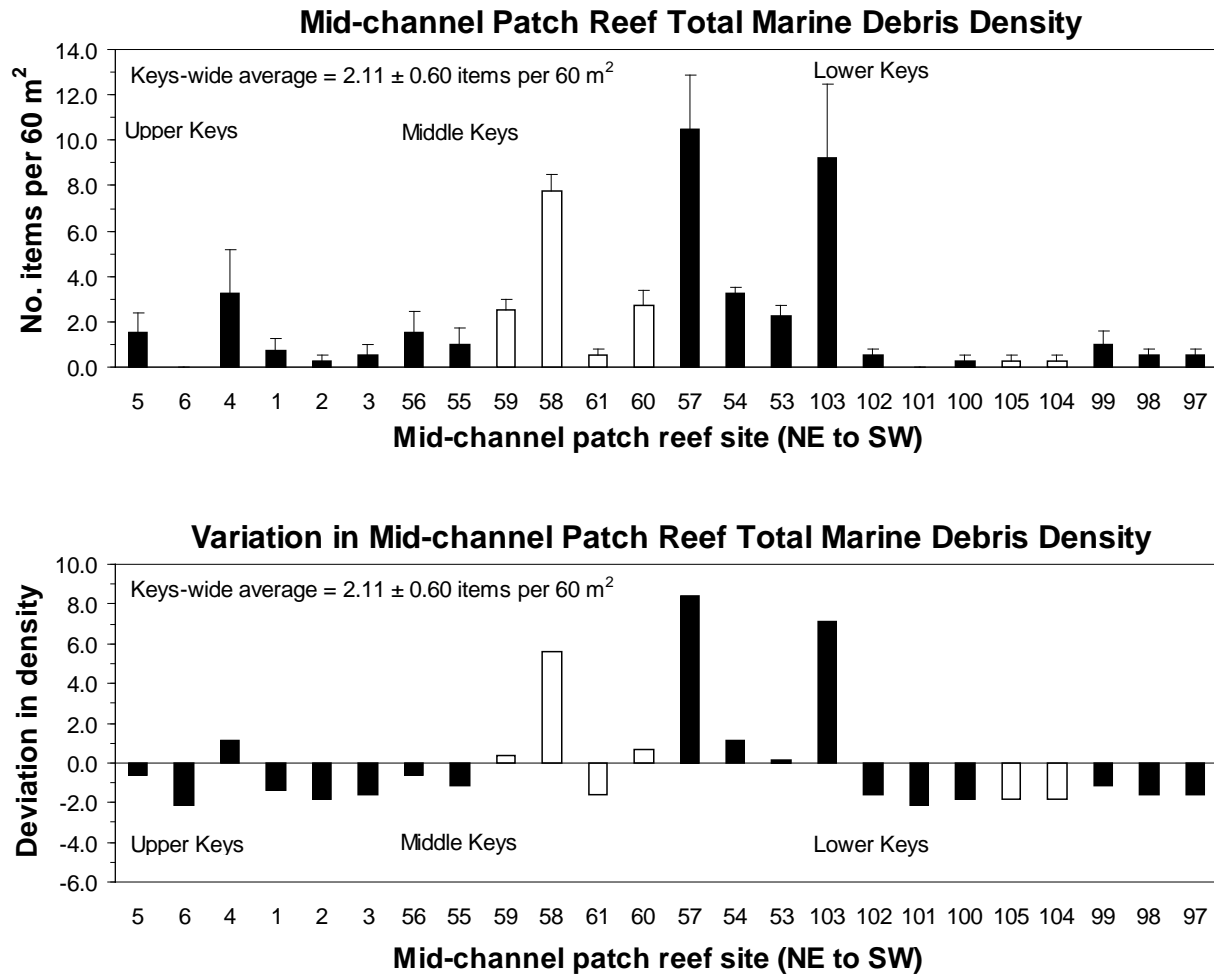 Mid-channel Patch Reef Total Marine Debris Density
14.0
Keys-wide average = 2.11 ± 0.60 items per 60 m²
Lower Keys
12.0
Upper Keys
Middle Keys
10.0
8.0
6.0
4.0
2.0
0.0
No. items per 60 m²
5 6 4 1 2 3 56 55 59 58 61 60 57 54 53 103 102 101 100 105 104 99 98 97
Mid-channel patch reef site (NE to SW)
Variation in Mid-channel Patch Reef Total Marine Debris Density
10.0
Keys-wide average = 2.11 ± 0.60 items per 60 m²
8.0
6.0
4.0
2.0
0.0
-2.0
-4.0
Upper Keys
Middle Keys
Lower Keys
-6.0
Deviation in density
5 6 4 1 2 3 56 55 59 58 61 60 57 54 53 103 102 101 100 105 104 99 98 97
Mid-channel patch reef site (NE to SW)